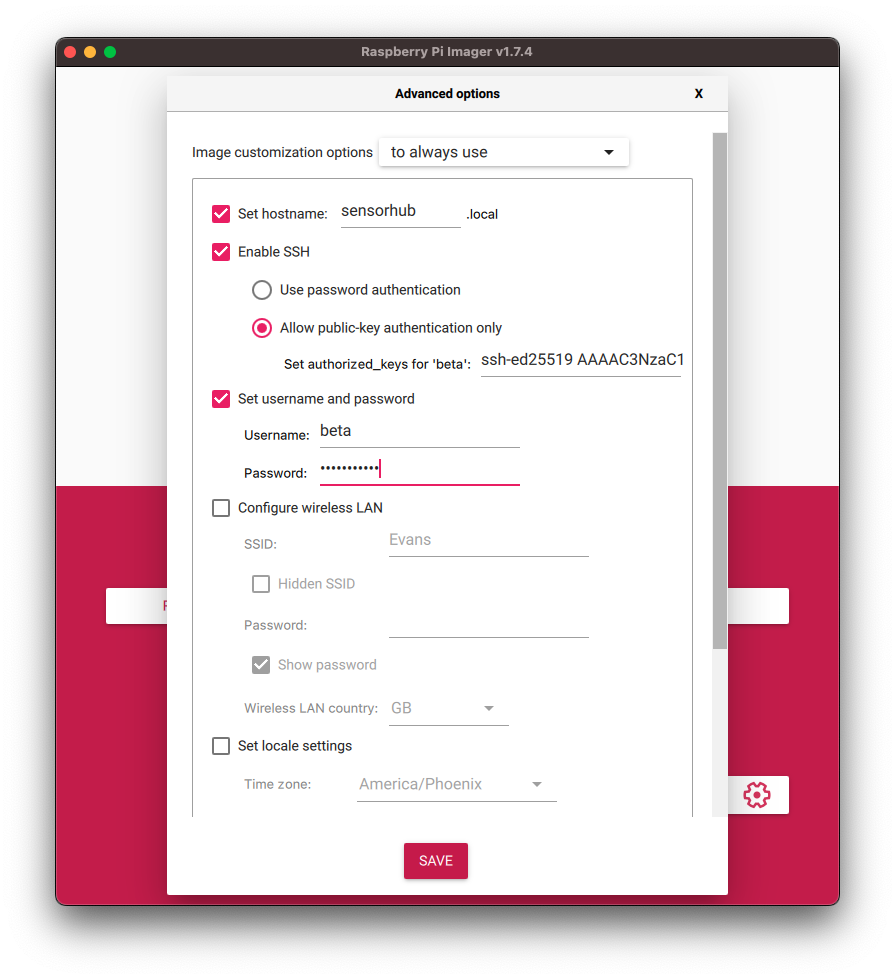 Raspberry Pi Imager v1.7.4
Advanced options X
Image customization options to always use
Set hostname: sensorhub .local
Enable SSH
Use password authentication
Allow public-key authentication only
Set authorized_keys for 'beta': ssh-ed25519 AAAAC3NzaC1
Set username and password
Username: beta
Password: •••••••••••
Configure wireless LAN
SSID: Evans
Hidden SSID
Password:
Show password
Wireless LAN country: GB
Set locale settings
Time zone: America/Phoenix
SAVE